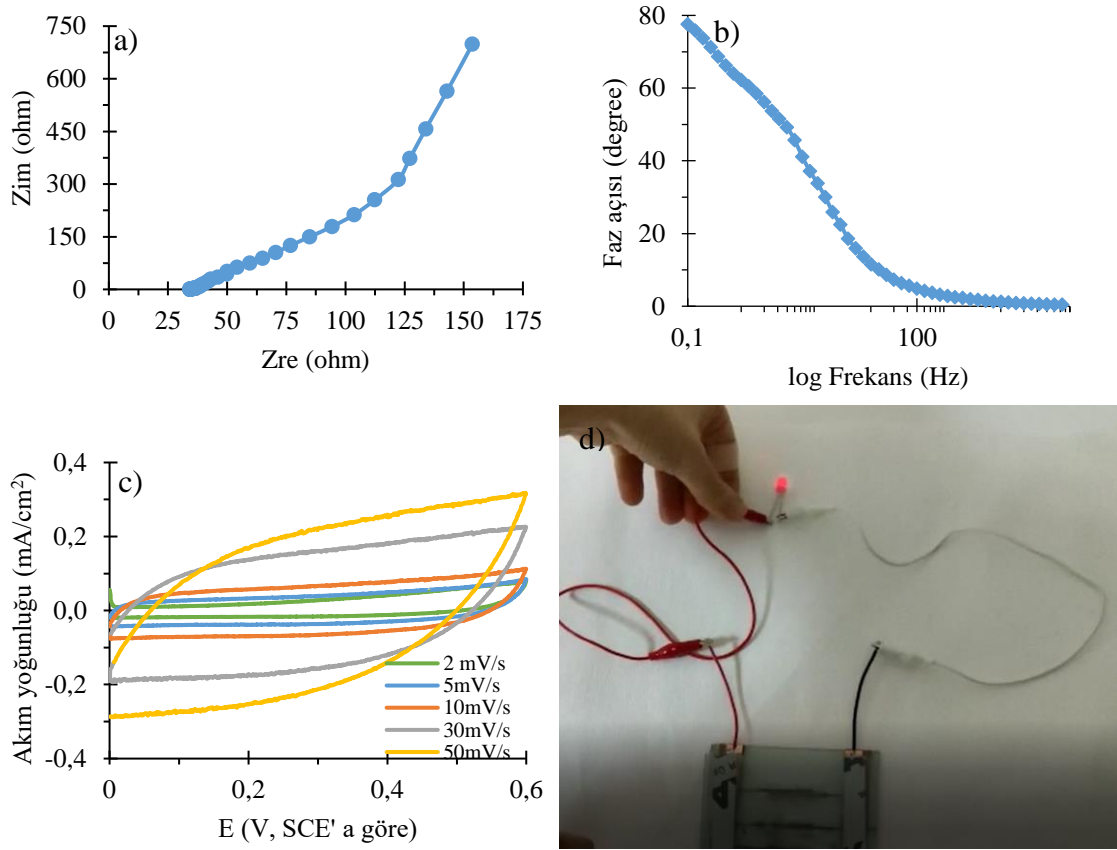 a)
Zim (ohm)
750
600
450
300
150
0
0 25 50 75 100 125 150 175
Zre (ohm)
b)
Faz açısı (degree)
80
60
40
20
0
0,1 100
log Frekans (Hz)
c)
Akım yoğunluğu (mA/cm²)
0,4
0,2
0,0
-0,2
-0,4
2 mV/s
5mV/s
10mV/s
30mV/s
50mV/s
0 0,2 0,4 0,6
E (V, SCE' a göre)
d)